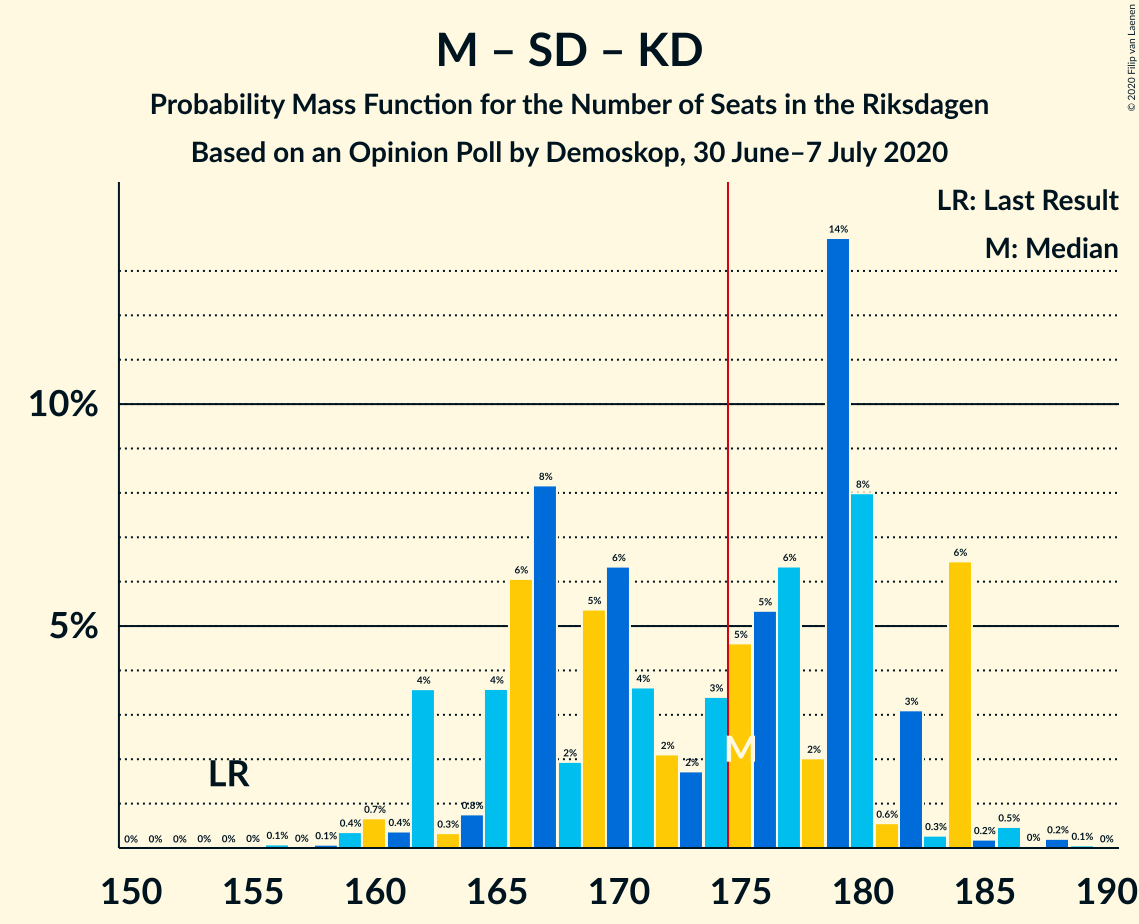 M – SD – KD
Probability Mass Function for the Number of Seats in the Riksdagen
Based on an Opinion Poll by Demoskop, 30 June–7 July 2020
© 2020 Filip van Laenen
LR: Last Result
M: Median
10%
5%
0% 0% 0% 0% 0% 0% 0.1% 0% 0.1% 0.4% 0.7% 0.4% 4% 0.3% 0.8% 4% 6% 8% 2% 5% 6% 4% 2% 2% 3% 5% 5% 6% 2% 14% 8% 0.6% 3% 0.3% 6% 0.2% 0.5% 0% 0.2% 0.1% 0%
LR
M
150 155 160 165 170 175 180 185 190